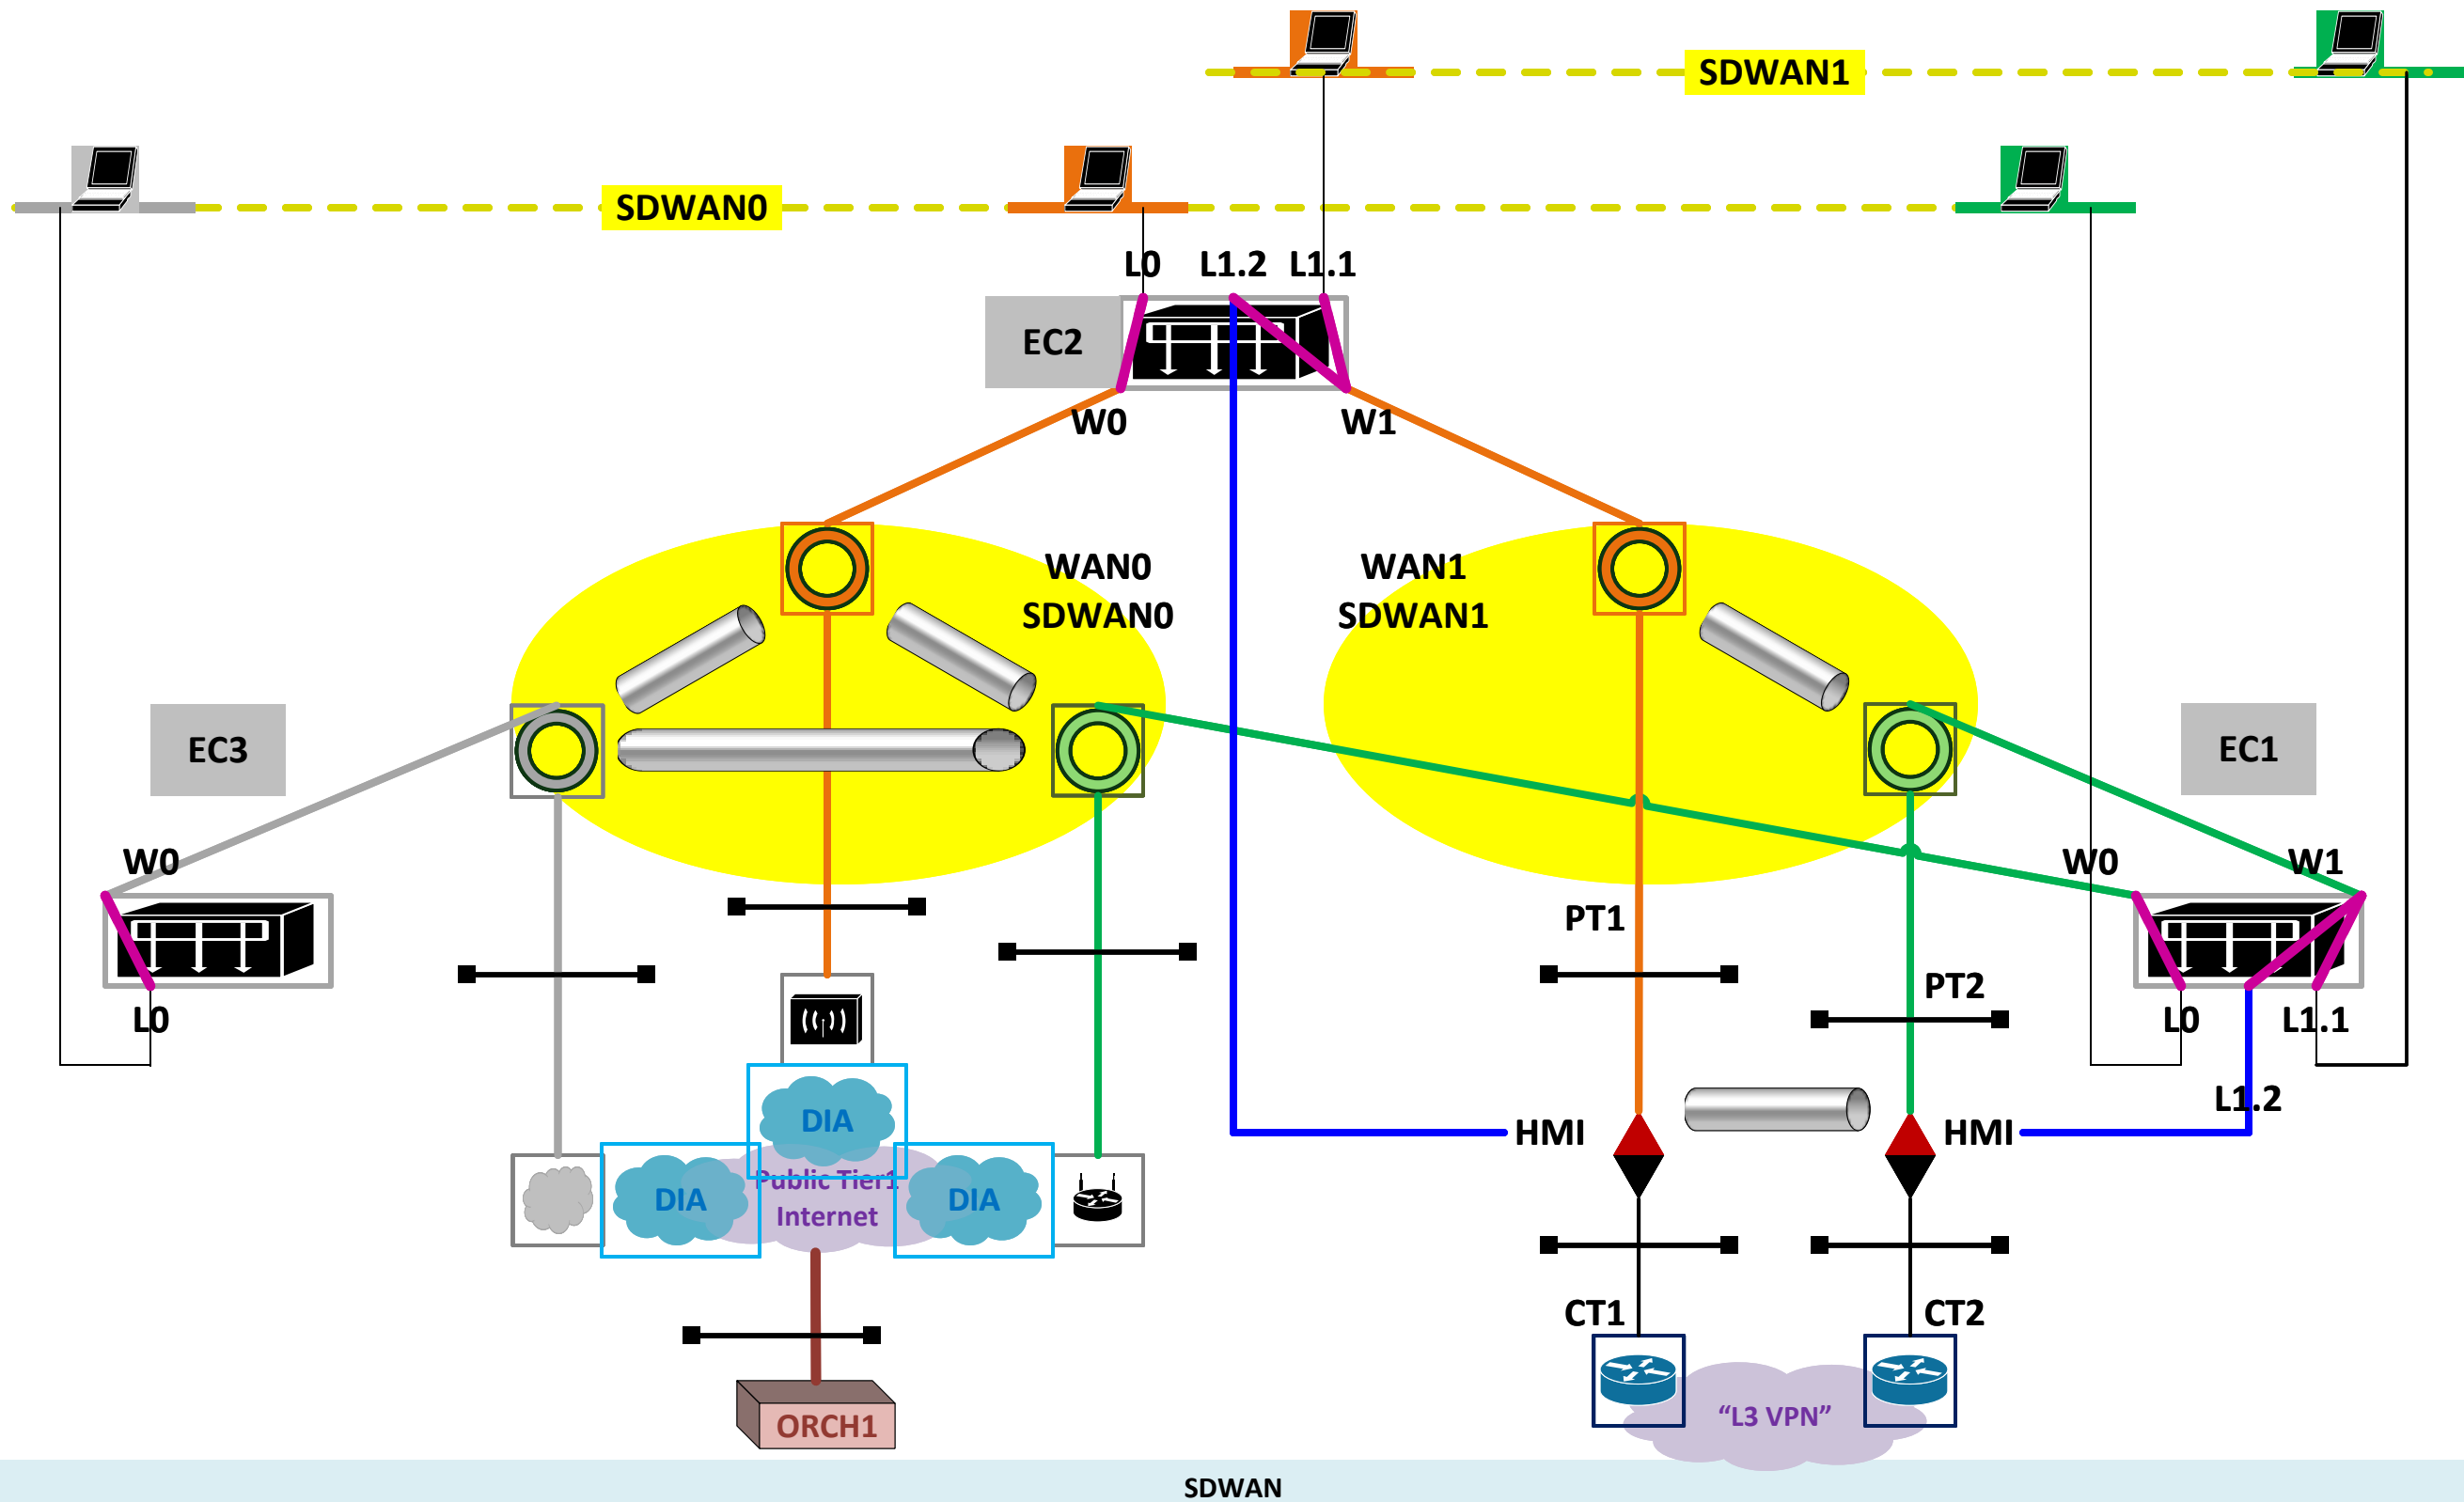 SDWAN1
SDWAN0
L0
L1.2
L1.1
EC2
W0
W1
WAN0
SDWAN0
WAN1
SDWAN1
EC3
EC1
W0
W0
W1
PT1
PT2
L0
L0
L1.1
L1.2
DIA
HMI
HMI
Public Tier1
Internet
DIA
DIA
CT1
CT2
ORCH1
“L3 VPN”
SDWAN